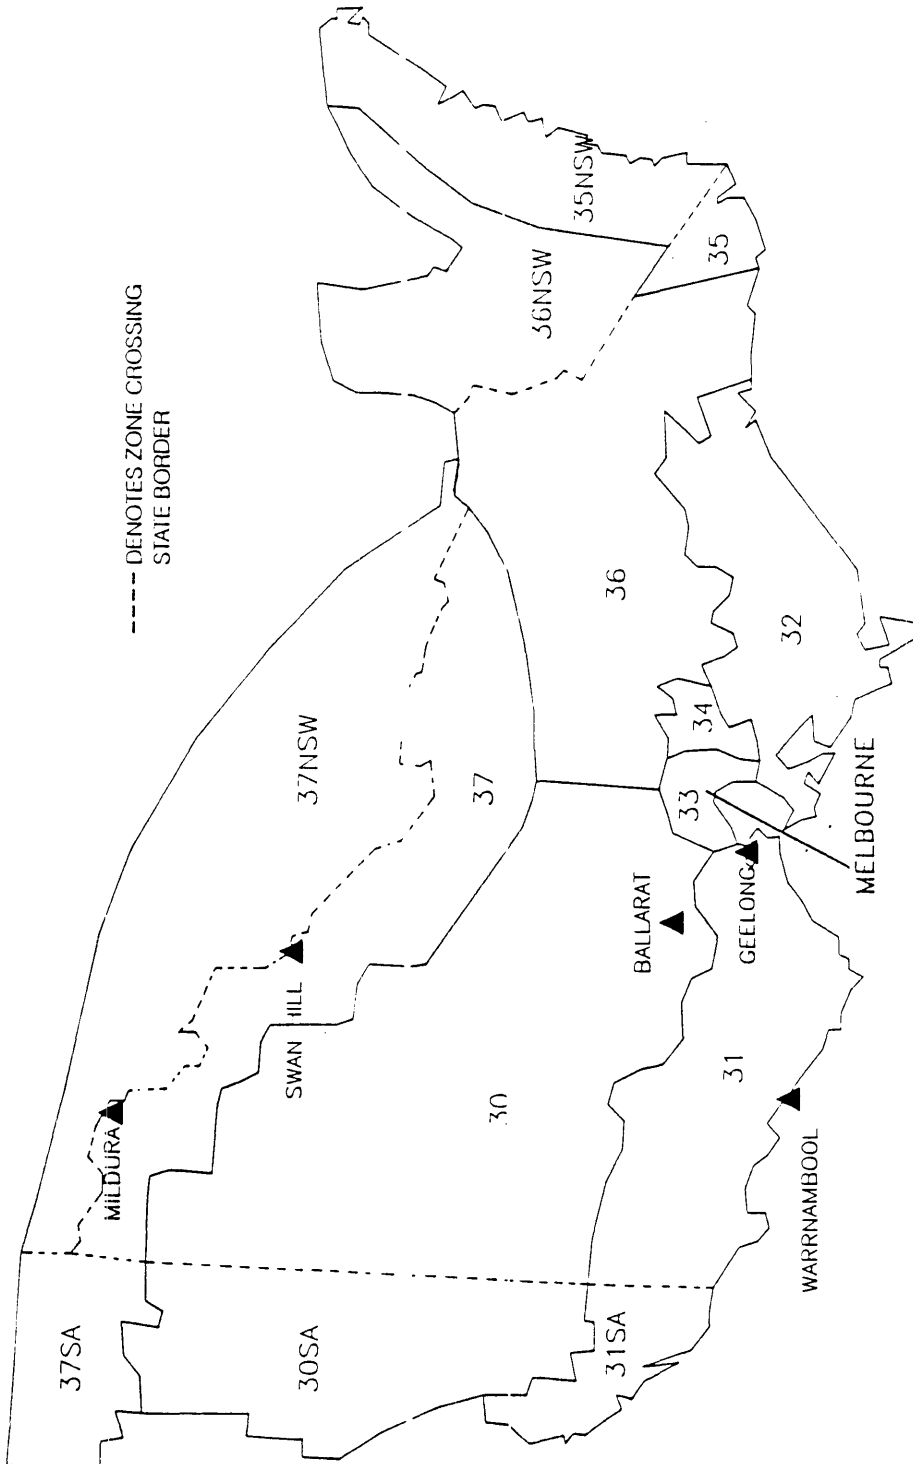 ---- DENOTES ZONE CROSSING
STATE BORDER
37SA
30SA
31SA
MILDURA
37NSW
SWAN HILL
37
30
31
WARRNAMBOOL
BALLARAT
GEELONG
33
34
MELBOURNE
36
32
36NSW
35NSW
35